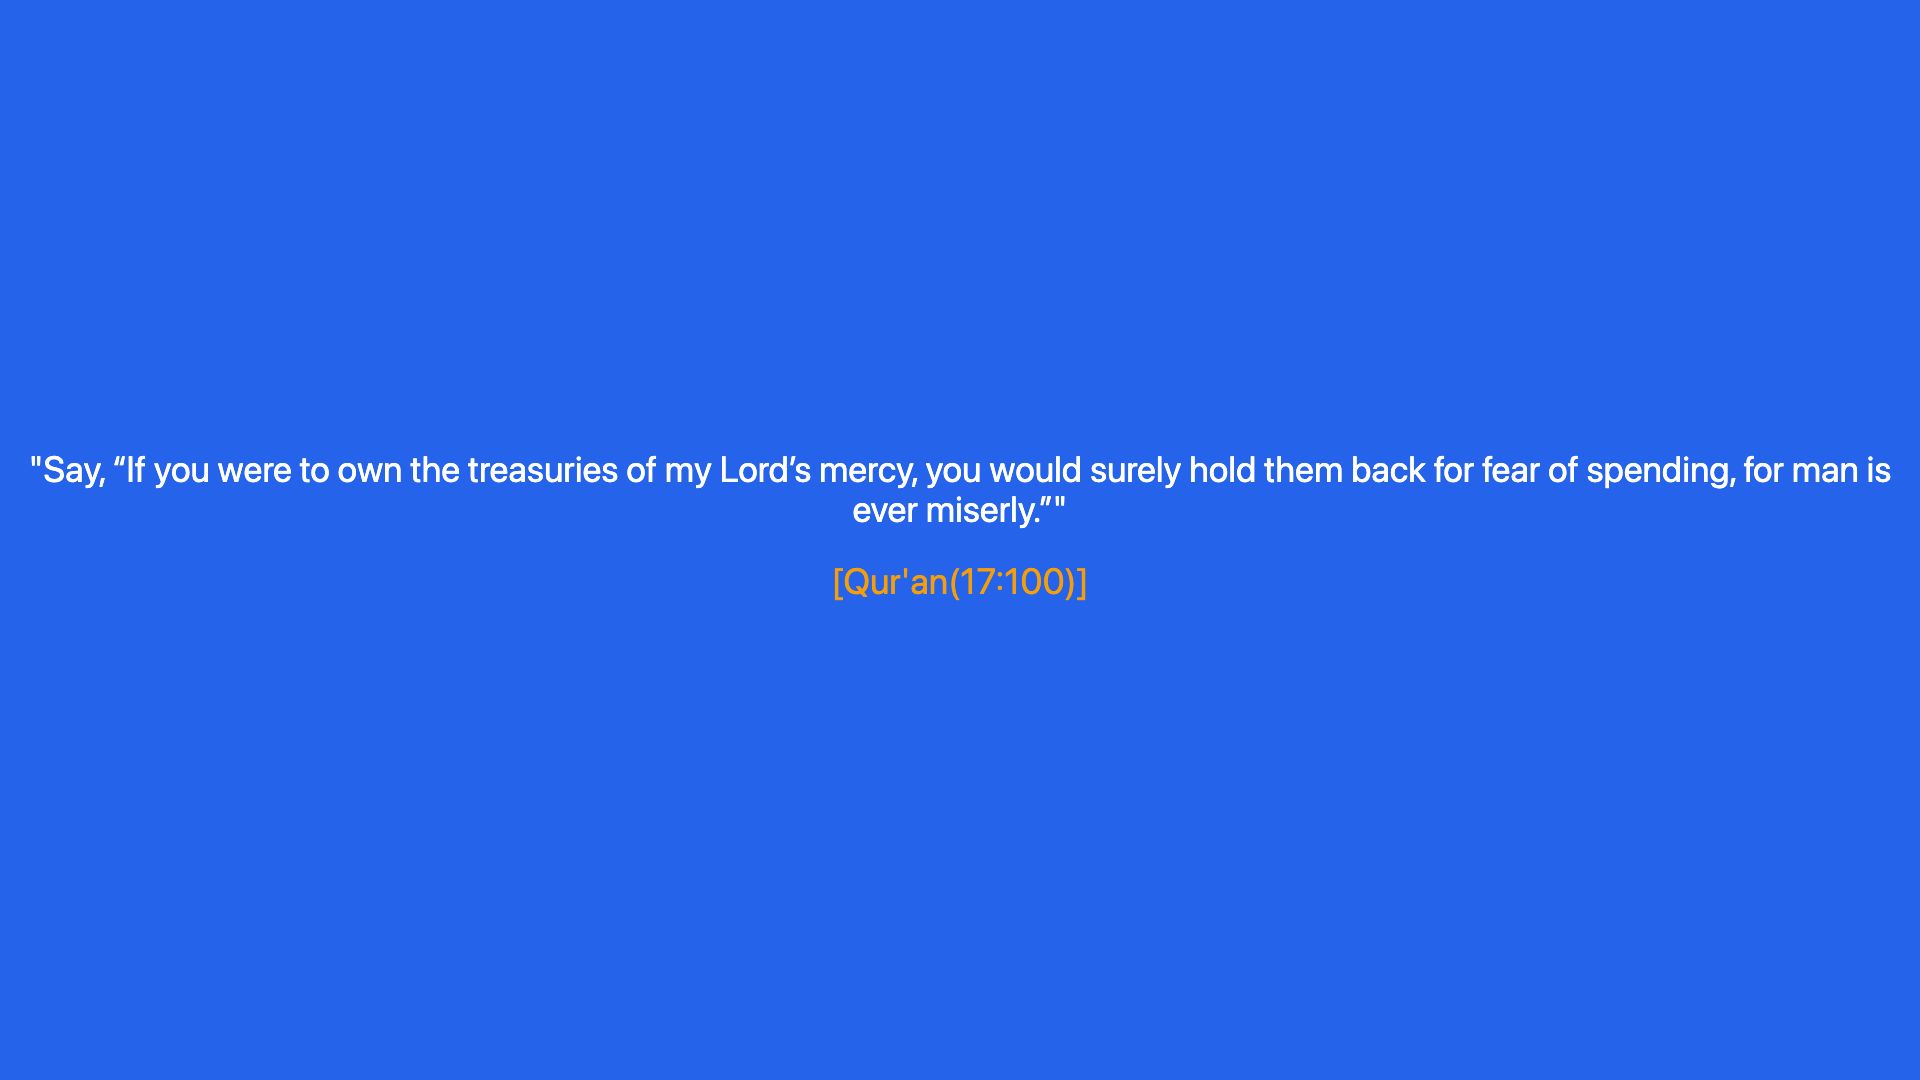 "Say, “If you were to own the treasuries of my Lord’s mercy, you would surely hold them back for fear of spending, for man is
ever miserly.”"
[Qur'an(17:100)]